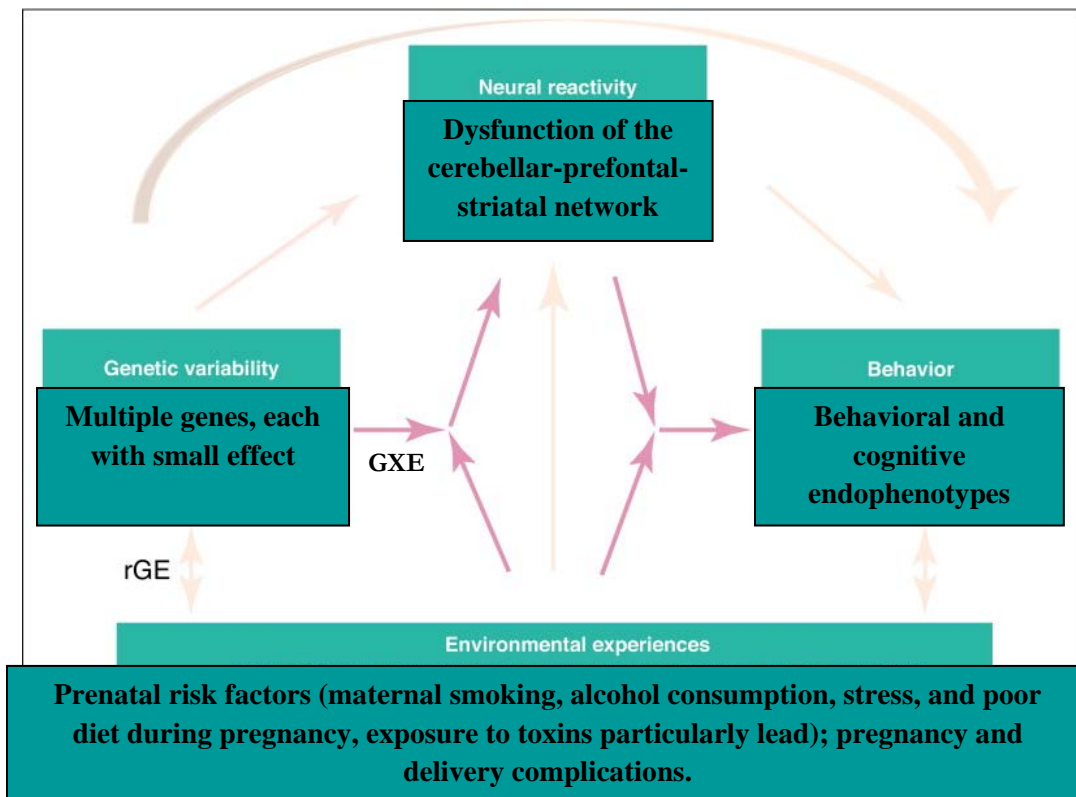 Neural reactivity
Dysfunction of the
cerebellar-prefontal-
striatal network
Genetic variability
Multiple genes, each
with small effect
GXE
Behavior
Behavioral and
cognitive
endophenotypes
rGE
Environmental experiences
Prenatal risk factors (maternal smoking, alcohol consumption, stress, and poor
diet during pregnancy, exposure to toxins particularly lead); pregnancy and
delivery complications.